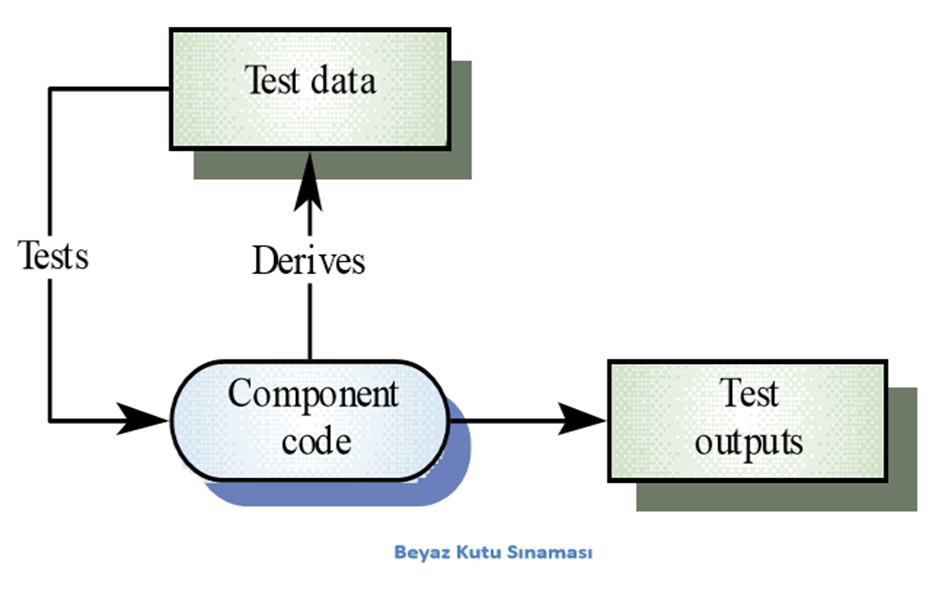 Test data
Tests
Derives
Component
code
Test
outputs
Beyaz Kutu Sınaması